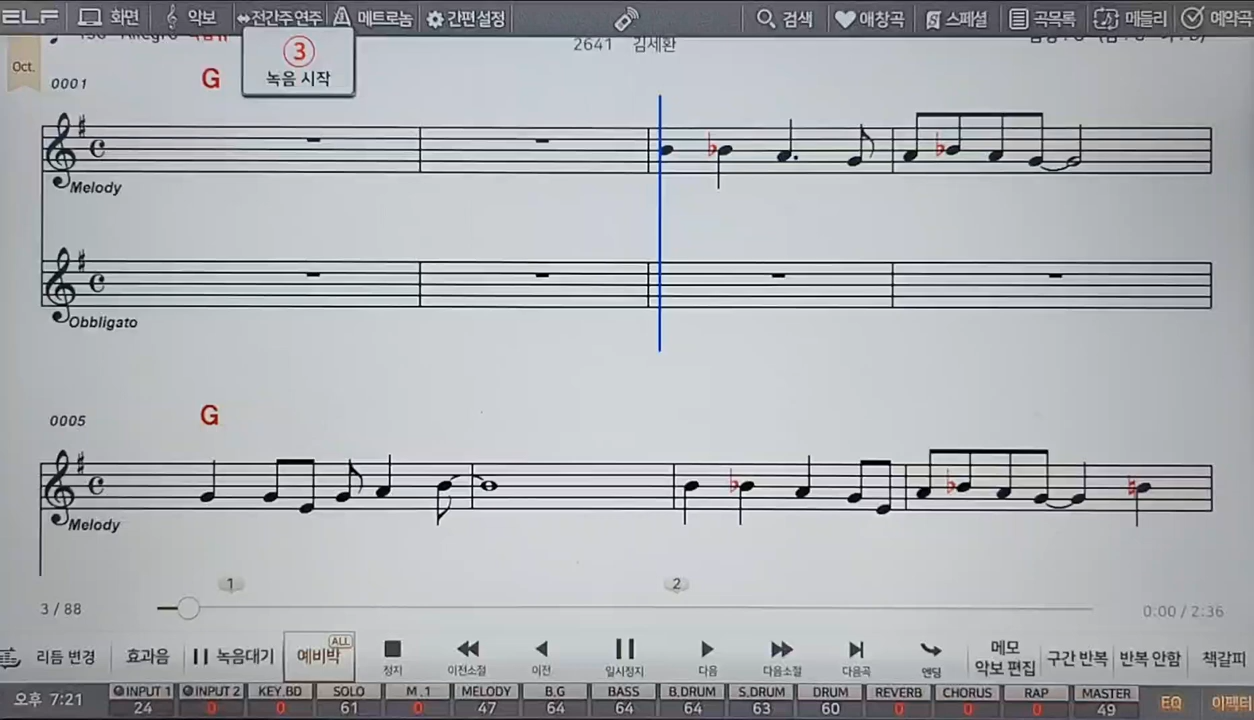 ELF 화면 악보 전간주연주 메트로놈 간편설정 검색 애창곡 스페셜 곡목록 메들리 예약곡
Oct.
③
녹음 시작
2641 김세환
0001 G
Melody
Obbligato
0005 G
Melody
1 2
3 / 88
0:00 / 2:36
리듬 변경 효과음 녹음대기 예비박 ALL 정지 이전소절 이전 일시정지 다음 다음소절 다음곡 엔딩 메모 악보 편집 구간 반복 반복 안함 책갈피
오후 7:21
INPUT 1 INPUT 2 KEY.BD SOLO M.1 MELODY B.G BASS B.DRUM S.DRUM DRUM REVERB CHORUS RAP MASTER EQ 이팩터
24 0 0 61 0 47 64 64 64 63 60 0 0 0 49